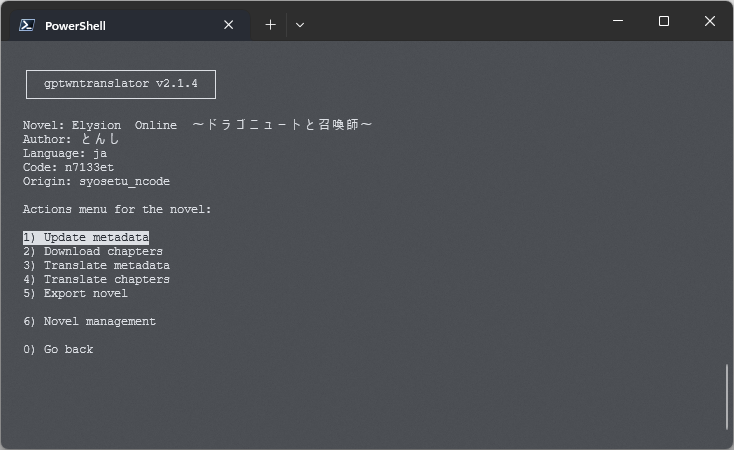 PowerShell
gptwntranslator v2.1.4
Novel: Elysion  Online  ～ドラゴニュートと召喚師～
Author: とんし
Language: ja
Code: n7133et
Origin: syosetu_ncode
Actions menu for the novel:
1) Update metadata
2) Download chapters
3) Translate metadata
4) Translate chapters
5) Export novel
6) Novel management
0) Go back